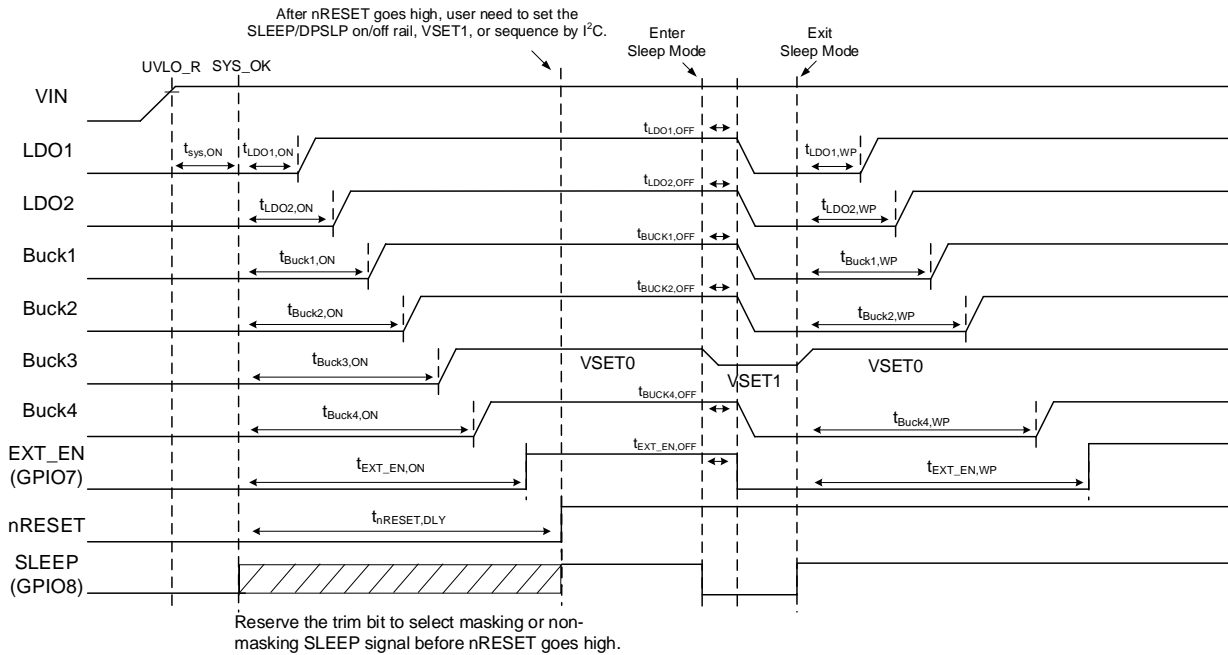 After nRESET goes high, user need to set the
SLEEP/DPSLP on/off rail, VSET1, or sequence by I²C.
Enter
Sleep Mode
Exit
Sleep Mode
UVLO_R SYS_OK
VIN
LDO1
tsys,ON
tLDO1,ON
tLDO1,OFF
tLDO1,WP
LDO2
tLDO2,ON
tLDO2,OFF
tLDO2,WP
Buck1
tBuck1,ON
tBUCK1,OFF
tBuck1,WP
Buck2
tBuck2,ON
tBUCK2,OFF
tBuck2,WP
Buck3
tBuck3,ON
VSET0
VSET1
VSET0
Buck4
tBuck4,ON
tBUCK4,OFF
tBuck4,WP
EXT_EN
(GPIO7)
tEXT_EN,ON
tEXT_EN,OFF
tEXT_EN,WP
nRESET
tnRESET,DLY
SLEEP
(GPIO8)
Reserve the trim bit to select masking or non-
masking SLEEP signal before nRESET goes high.